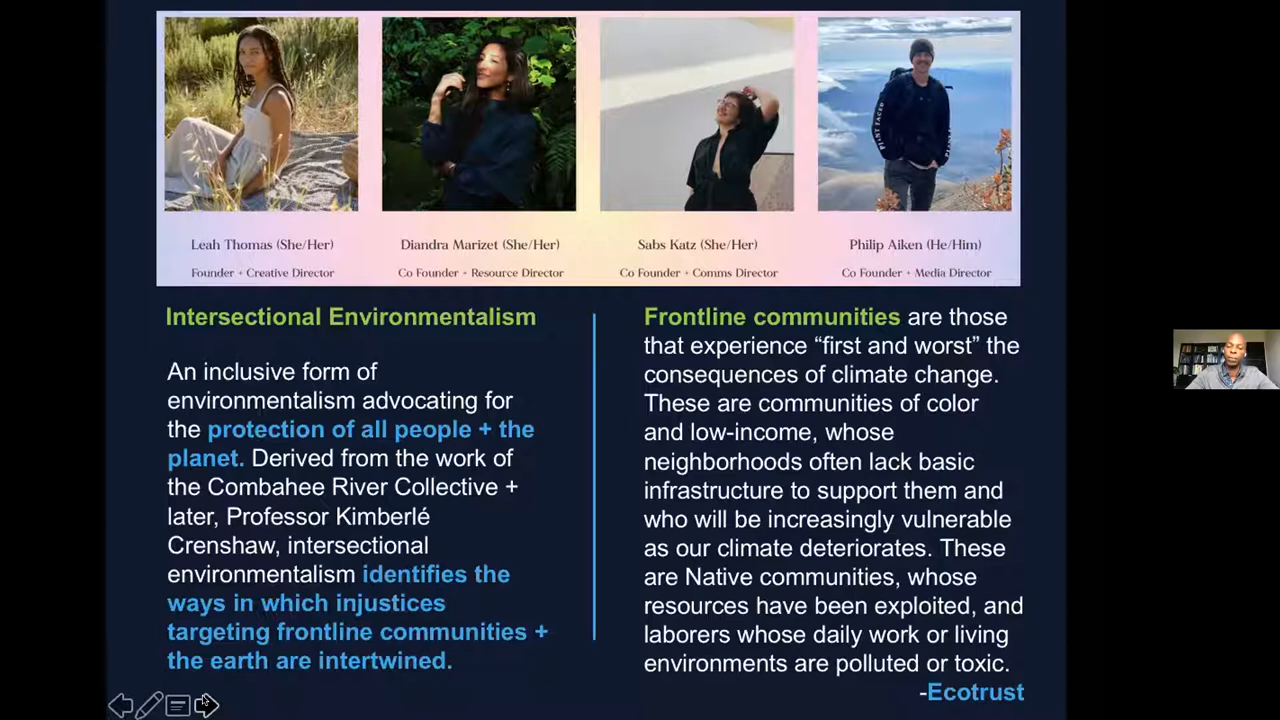 Leah Thomas (She/Her)
Founder + Creative Director
Diandra Marizet (She/Her)
Co Founder + Resource Director
Sabs Katz (She/Her)
Co Founder + Comms Director
Philip Aiken (He/Him)
Co Founder + Media Director
Intersectional Environmentalism
An inclusive form of
environmentalism advocating for
the protection of all people + the
planet. Derived from the work of
the Combahee River Collective +
later, Professor Kimberlé
Crenshaw, intersectional
environmentalism identifies the
ways in which injustices
targeting frontline communities +
the earth are intertwined.
Frontline communities are those
that experience “first and worst” the
consequences of climate change.
These are communities of color
and low-income, whose
neighborhoods often lack basic
infrastructure to support them and
who will be increasingly vulnerable
as our climate deteriorates. These
are Native communities, whose
resources have been exploited, and
laborers whose daily work or living
environments are polluted or toxic.
-Ecotrust